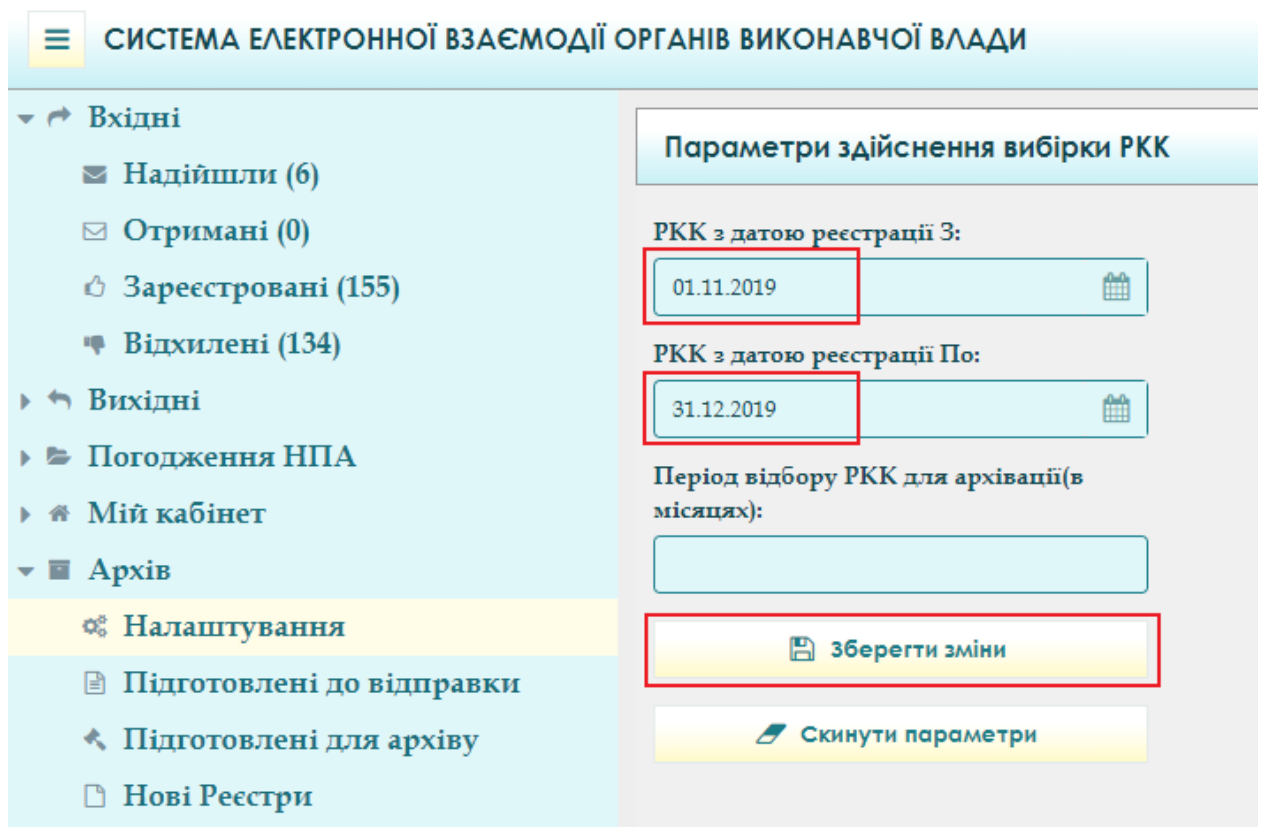 СИСТЕМА ЕЛЕКТРОННОЇ ВЗАЄМОДІЇ ОРГАНІВ ВИКОНАВЧОЇ ВЛАДИ
Вхідні
Надійшли (6)
Отримані (0)
Зареєстровані (155)
Відхилені (134)
Вихідні
Погодження НПА
Мій кабінет
Архів
Налаштування
Підготовлені до відправки
Підготовлені для архіву
Нові Реєстри
Параметри здійснення вибірки РКК
РКК з датою реєстрації З:
01.11.2019
РКК з датою реєстрації По:
31.12.2019
Період відбору РКК для архівації(в
місяцях):
Зберегти зміни
Скинути параметри